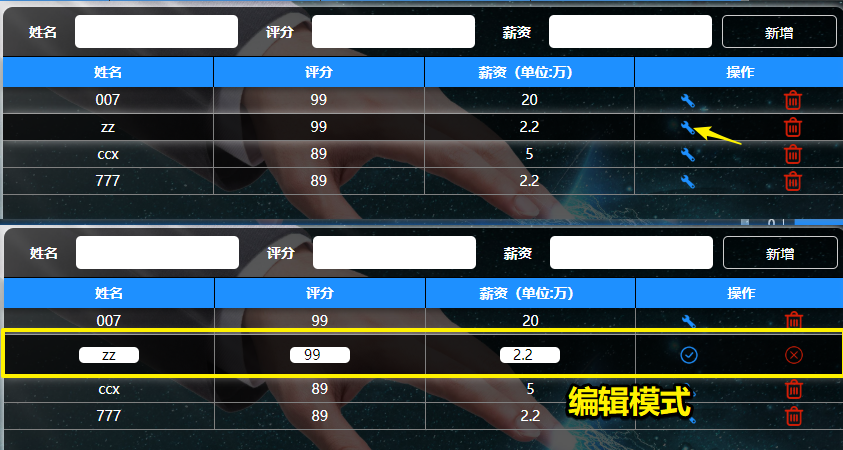 姓名 评分 薪资 新增
姓名 评分 薪资（单位:万） 操作
007 99 20
zz 99 2.2
ccx 89 5
777 89 2.2
姓名 评分 薪资 新增
姓名 评分 薪资（单位:万） 操作
007 99 20
zz 99 2.2
ccx 89 5
777 89 2.2
编辑模式